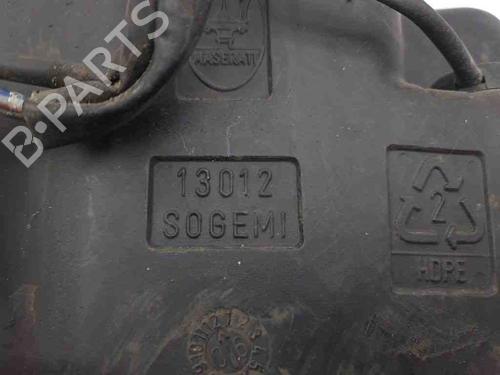 MASERATI
B-PARTS
13012
SOGEMI
2
HDPE